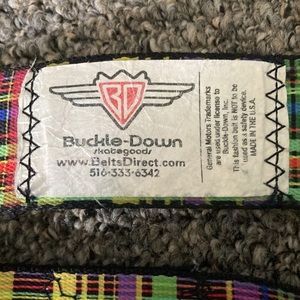 BD
Buckle-Down
skategoods
www.BeltsDirect.com
516-333-6342
General Motors Trademarks
are used under license to
Buckle-Down, Inc.
This fashion belt is NOT to be
used as a safety device.
MADE IN THE U.S.A.